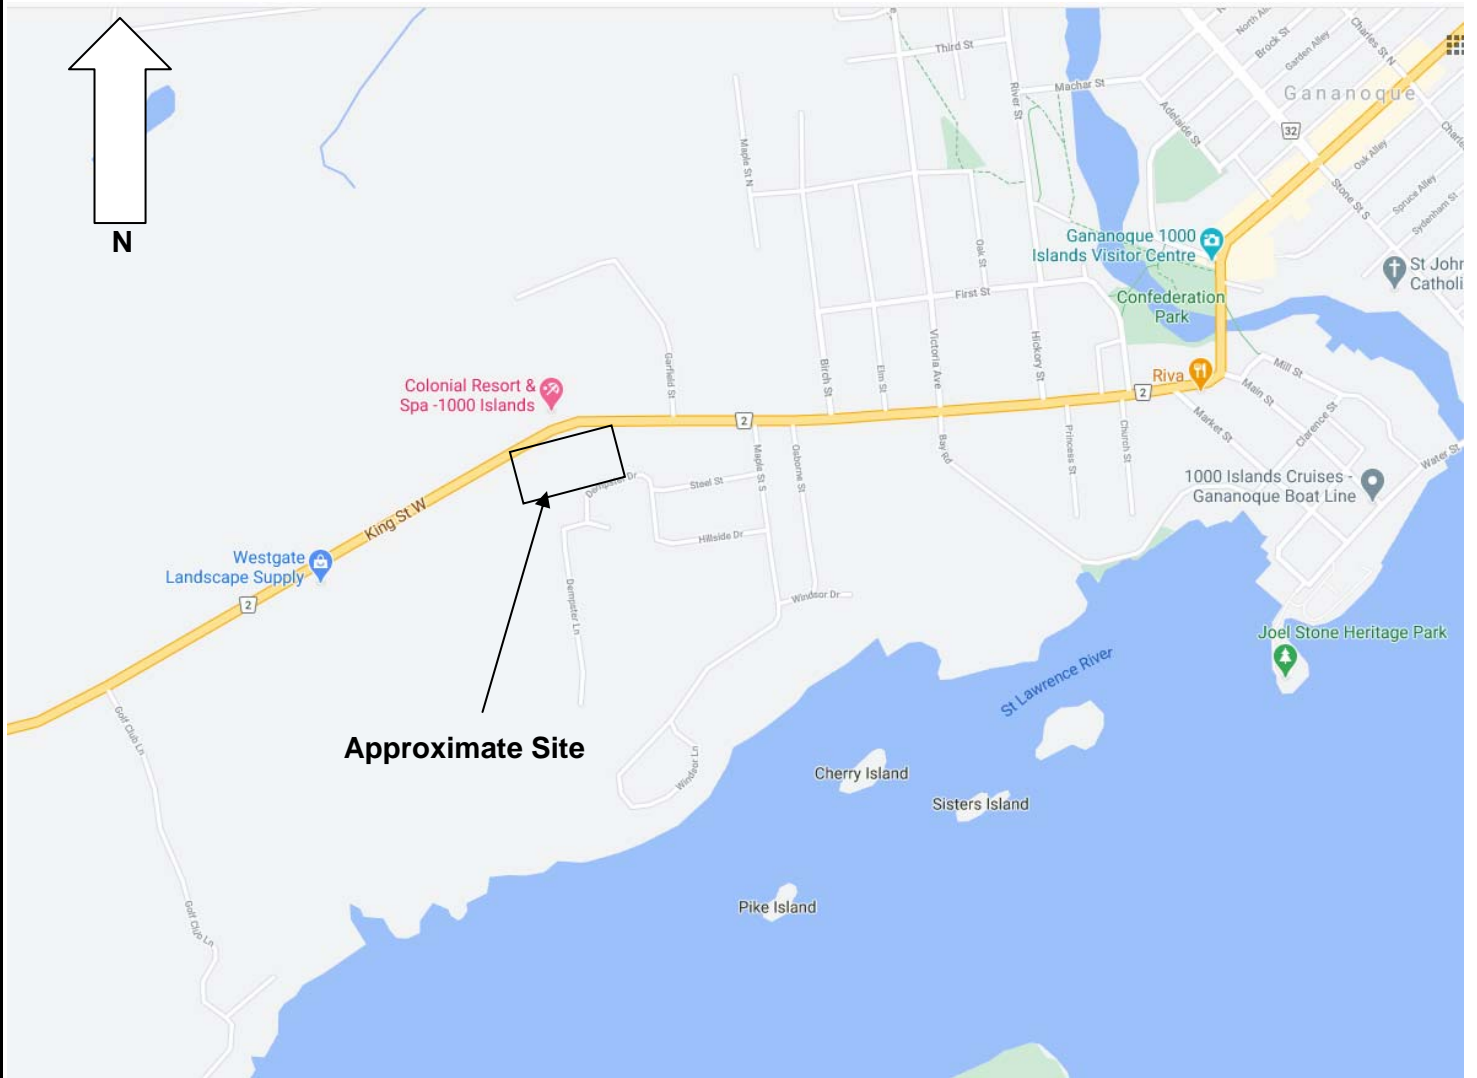 Third St
Machar St
River St
North
Brock St
Garden Alley
Charles St N
Gananoque
32
Adelaide St
Oak Alley
Stone St S
Spruce Alley
Sydenham St
Maple St N
N
Gananoque 1000
Islands Visitor Centre
Oak St
St John
Catholi
First St
Confederation
Park
Garfield St
Birch St
Elm St
Victoria Ave
Hickory St
Riva
Mill St
Main St
Colonial Resort &
Spa -1000 Islands
2
2
Market St
Clarence St
Bay Rd
Princess St
Church St
Water St
Maple St S
Osborne St
Dempster Dr
Steel St
1000 Islands Cruises -
Gananoque Boat Line
King St W
Hillside Dr
Westgate
Landscape Supply
2
Dempster Ln
Windsor Dr
Joel Stone Heritage Park
St Lawrence River
Golf Club Ln
Approximate Site
Windsor Ln
Cherry Island
Sisters Island
Pike Island
Golf Club Ln